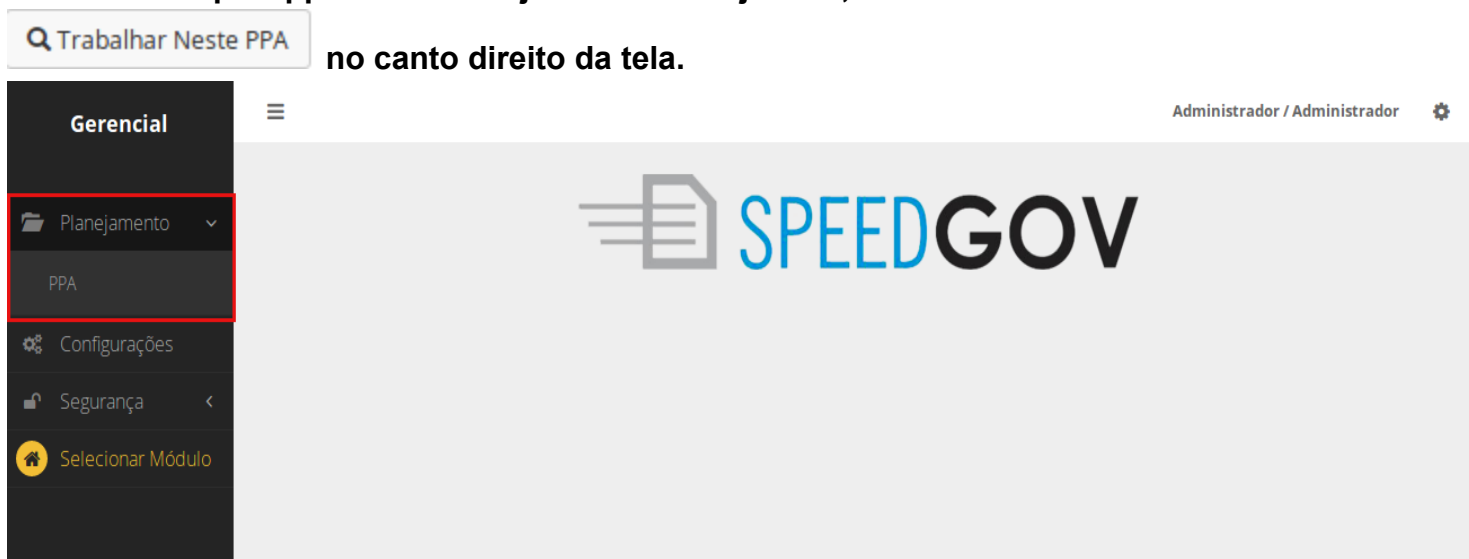 Trabalhar Neste PPA no canto direito da tela.
Gerencial
Administrador / Administrador
SPEEDGOV
Planejamento
PPA
Configurações
Segurança
Selecionar Módulo